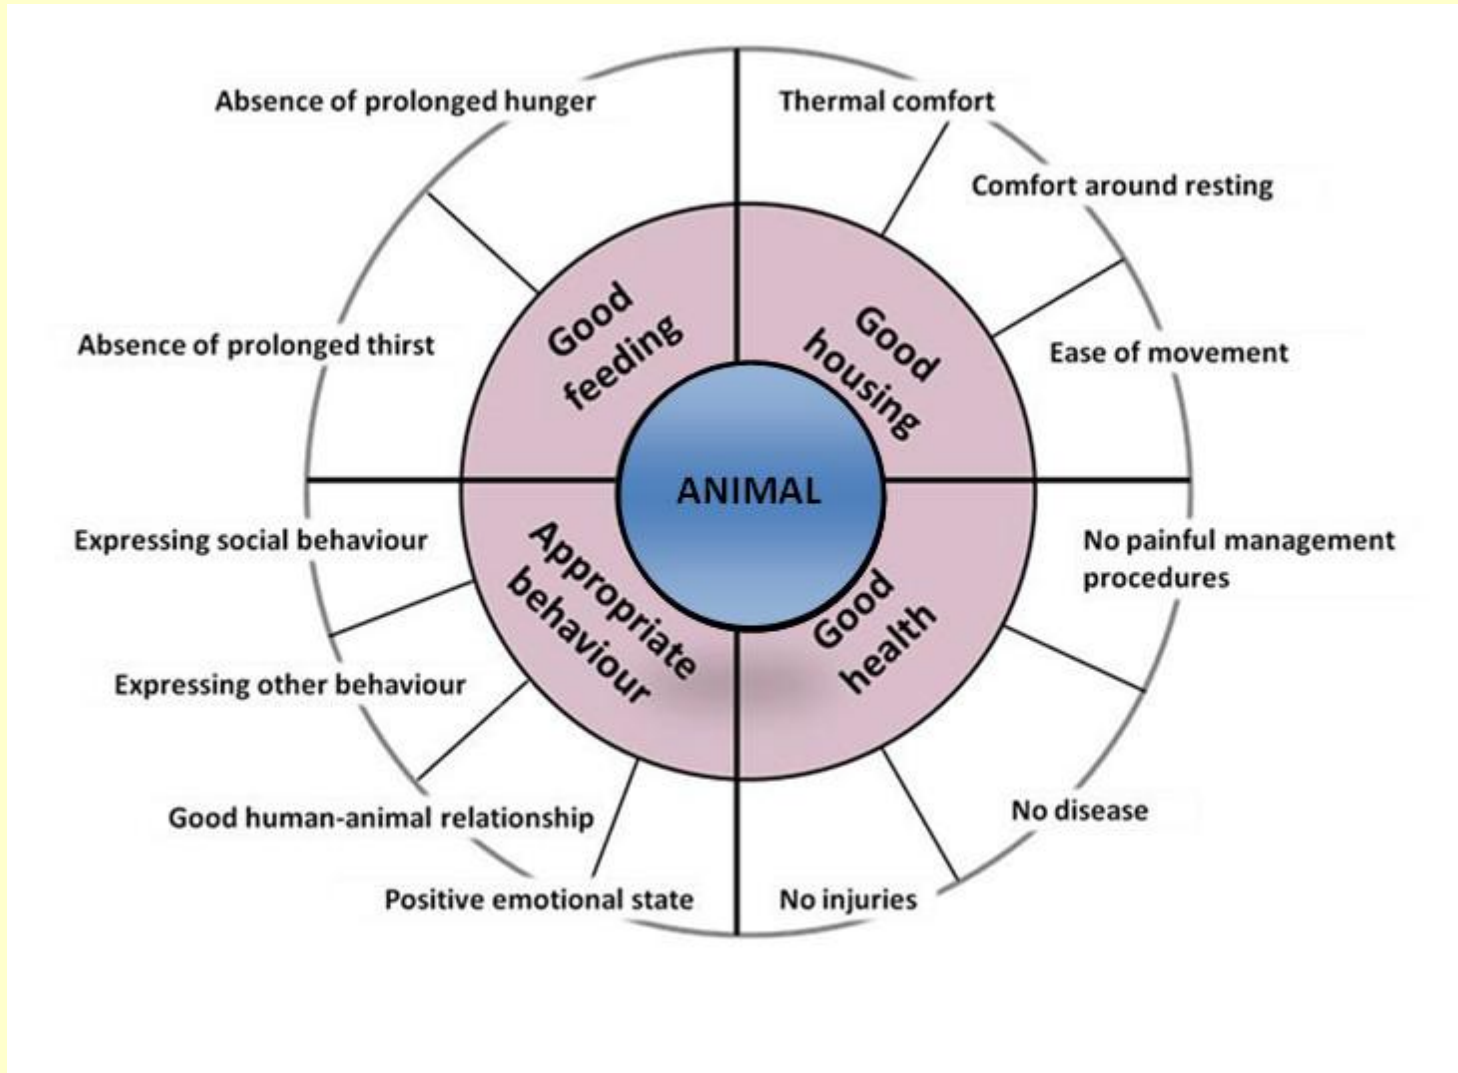 Absence of prolonged hunger
Thermal comfort
Comfort around resting
Absence of prolonged thirst
Ease of movement
Good
feeding
Good
housing
ANIMAL
Expressing social behaviour
No painful management
procedures
Appropriate
behaviour
Good
health
Expressing other behaviour
Good human-animal relationship
No disease
Positive emotional state
No injuries